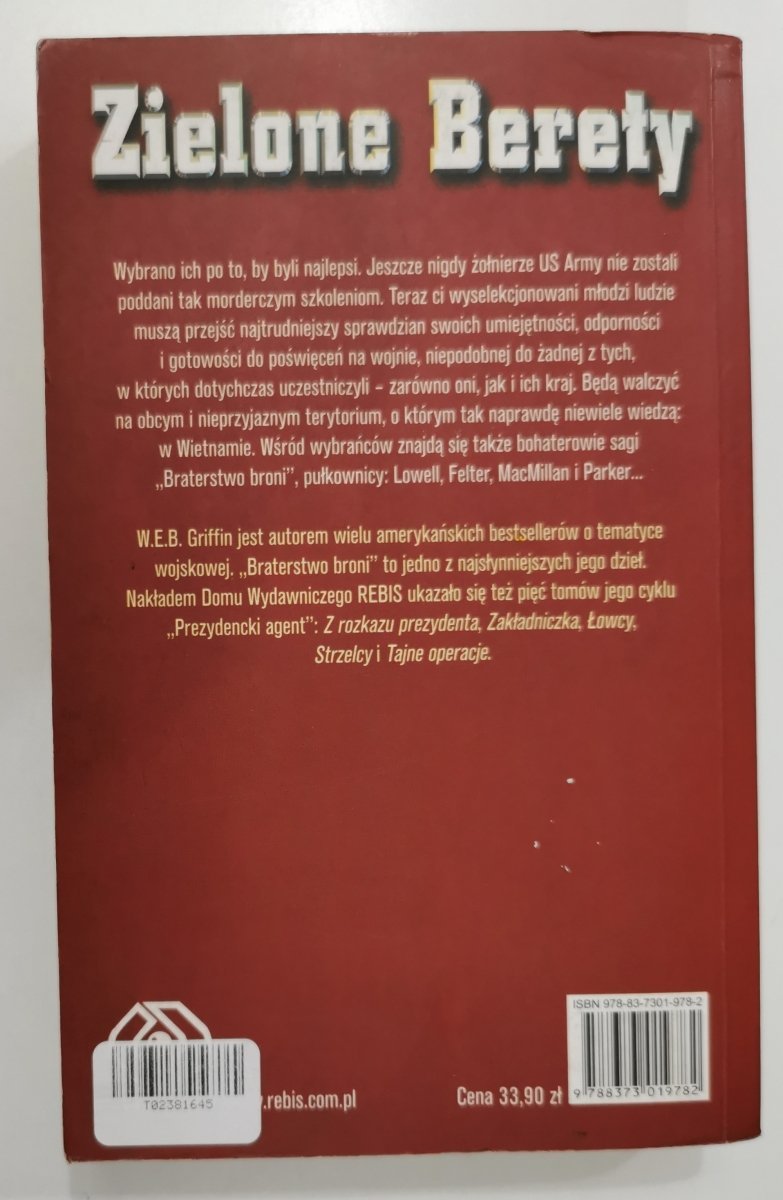 Zielone Berety
Wybrano ich po to, by byli najlepsi. Jeszcze nigdy żołnierze US Army nie zostali
poddani tak morderczym szkoleniom. Teraz ci wyselekcjonowani młodzi ludzie
muszą przejść najtrudniejszy sprawdzian swoich umiejętności, odporności
i gotowości do poświęceń na wojnie, niepodobnej do żadnej z tych,
w których dotychczas uczestniczyli – zarówno oni, jak i ich kraj. Będą walczyć
na obcym i nieprzyjaznym terytorium, o którym tak naprawdę niewiele wiedzą:
w Wietnamie. Wśród wybrańców znajdą się także bohaterowie sagi
„Braterstwo broni”, pułkownicy: Lowell, Felter, MacMillan i Parker...
W.E.B. Griffin jest autorem wielu amerykańskich bestsellerów o tematyce
wojskowej. „Braterstwo broni” to jedno z najsłynniejszych jego dzieł.
Nakładem Domu Wydawniczego REBIS ukazało się też pięć tomów jego cyklu
„Prezydencki agent”: Z rozkazu prezydenta, Zakładniczka, Łowcy,
Strzelcy i Tajne operacje.
ISBN 978-83-7301-978-2
9 788373 019782
T02381645
.rebis.com.pl
Cena 33,90 zł